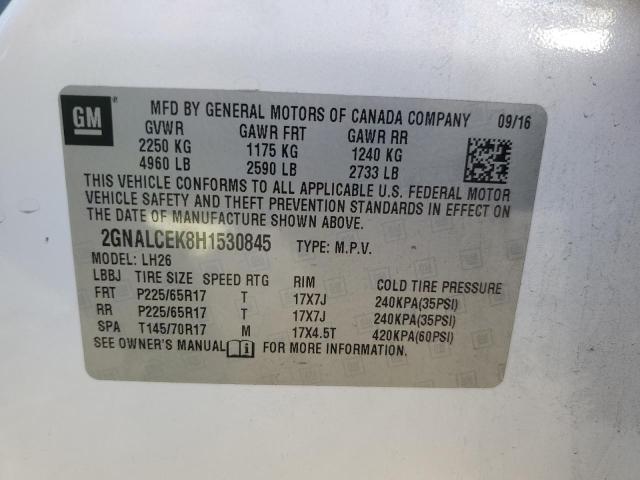 GM ® MFD BY GENERAL MOTORS OF CANADA COMPANY 09/16
GVWR GAWR FRT GAWR RR
2250 KG 1175 KG 1240 KG
4960 LB 2590 LB 2733 LB
THIS VEHICLE CONFORMS TO ALL APPLICABLE U.S. FEDERAL MOTOR
VEHICLE SAFETY AND THEFT PREVENTION STANDARDS IN EFFECT ON
THE DATE OF MANUFACTURE SHOWN ABOVE.
2GNALCEK8H1530845 TYPE: M.P.V.
MODEL: LH26
LBBJ TIRE SIZE SPEED RTG RIM COLD TIRE PRESSURE
FRT P225/65R17 T 17X7J 240KPA(35PSI)
RR P225/65R17 T 17X7J 240KPA(35PSI)
SPA T145/70R17 M 17X4.5T 420KPA(60PSI)
SEE OWNER'S MANUAL i FOR MORE INFORMATION.